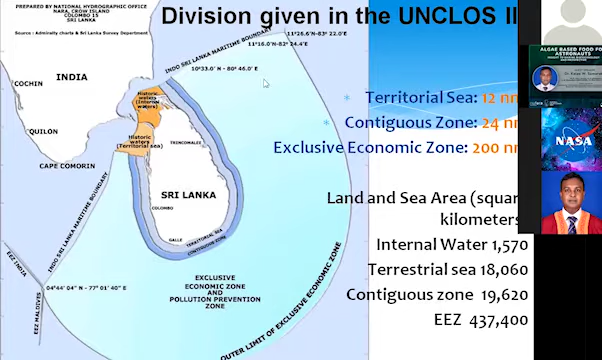 Division given in the UNCLOS II
PREPARED BY NATIONAL HYDROGRAPHIC OFFICE
NARA, CROW ISLAND
COLOMBO 15
SRI LANKA
Source : Admiralty charts & Sri Lanka Survey Department
11°26.6'N-83° 22.0'E
11°16.0'N-82° 24.4'E
INDO SRI LANKA MARITIME BOUNDARY
10°33.0' N - 80° 46.0' E
INDIA
COCHIN
QUILON
CAPE COMORIN
Historic
waters
(Internal
waters)
Historic
waters
(Territorial sea)
TRINCOMALEE
SRI LANKA
COLOMBO
GALLE
TERRITORIAL SEA
CONTIGUOUS ZONE
INDO SRI LANKA MARITIME BOUNDARY
EEZ INDIA
EEZ MALDIVES
04°44' 04" N - 77° 01' 40" E
EXCLUSIVE
ECONOMIC ZONE AND
POLLUTION PREVENTION
ZONE
OUTER LIMIT OF EXCLUSIVE ECONOMIC ZONE
* Territorial Sea: 12 nm
* Contiguous Zone: 24 nm
Exclusive Economic Zone: 200 nm
Land and Sea Area (square
kilometers
Internal Water 1,570
Terrestrial sea 18,060
Contiguous zone 19,620
EEZ 437,400
ALGAE BASED FOOD FO
ASTRONAUTS
NASA